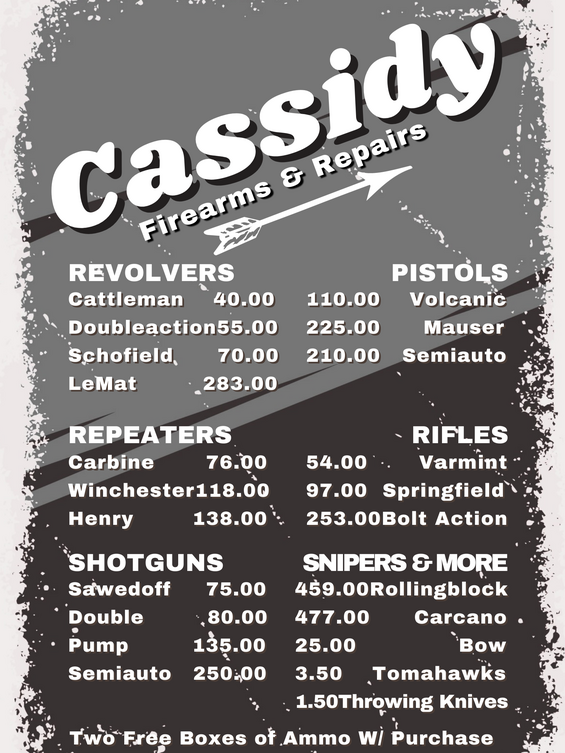 Cassidy
Firearms & Repairs
REVOLVERS PISTOLS
Cattleman 40.00 110.00 Volcanic
Doubleaction55.00 225.00 Mauser
Schofield 70.00 210.00 Semiauto
LeMat 283.00
REPEATERS RIFLES
Carbine 76.00 54.00 Varmint
Winchester118.00 97.00 Springfield
Henry 138.00 253.00Bolt Action
SHOTGUNS SNIPERS & MORE
Sawedoff 75.00 459.00Rollingblock
Double 80.00 477.00 Carcano
Pump 135.00 25.00 Bow
Semiauto 250.00 3.50 Tomahawks
1.50Throwing Knives
Two Free Boxes of Ammo W/ Purchase